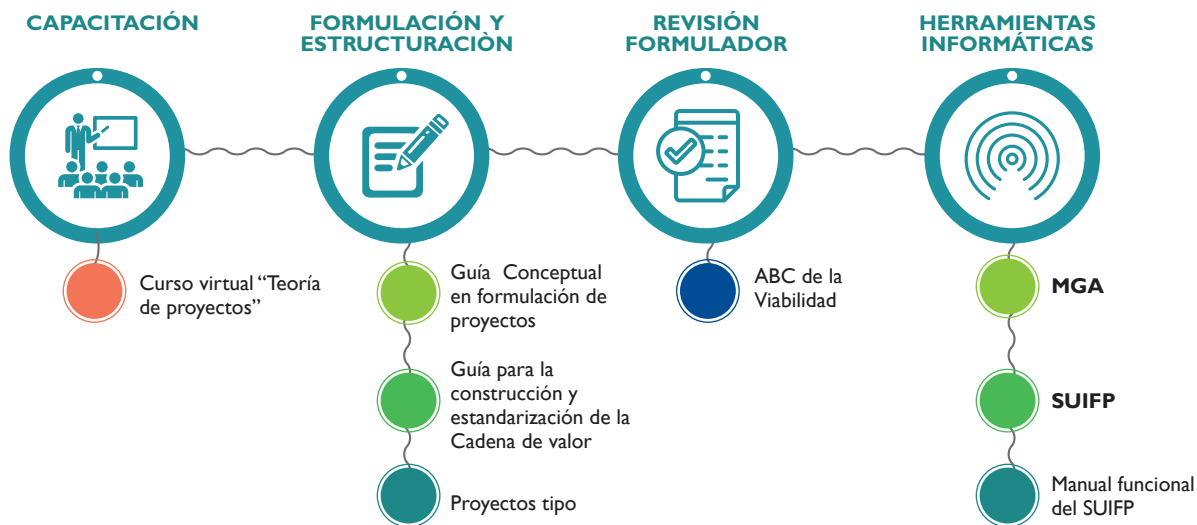 CAPACITACIÓN
FORMULACIÓN Y
ESTRUCTURACIÒN
REVISIÓN
FORMULADOR
HERRAMIENTAS
INFORMÁTICAS
Curso virtual “Teoría
de proyectos”
Guía Conceptual
en formulación de
proyectos
Guía para la
construcción y
estandarización de la
Cadena de valor
Proyectos tipo
ABC de la
Viabilidad
MGA
SUIFP
Manual funcional
del SUIFP